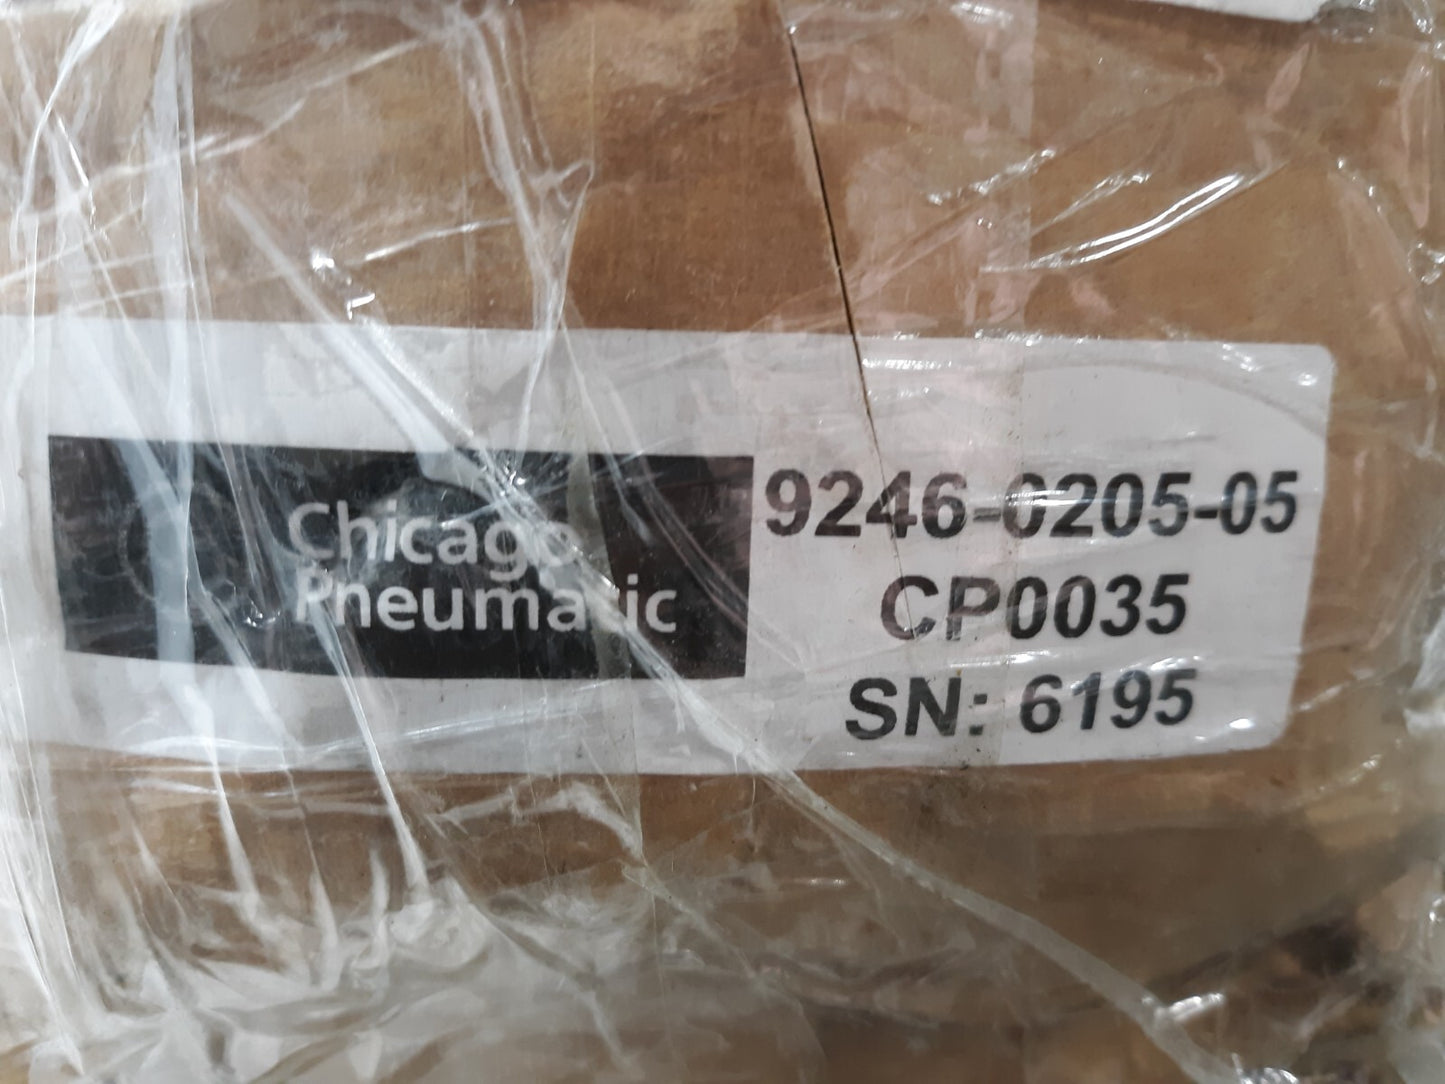 Chicago
Pneumatic
9246-0205-05
CP0035
SN: 6195